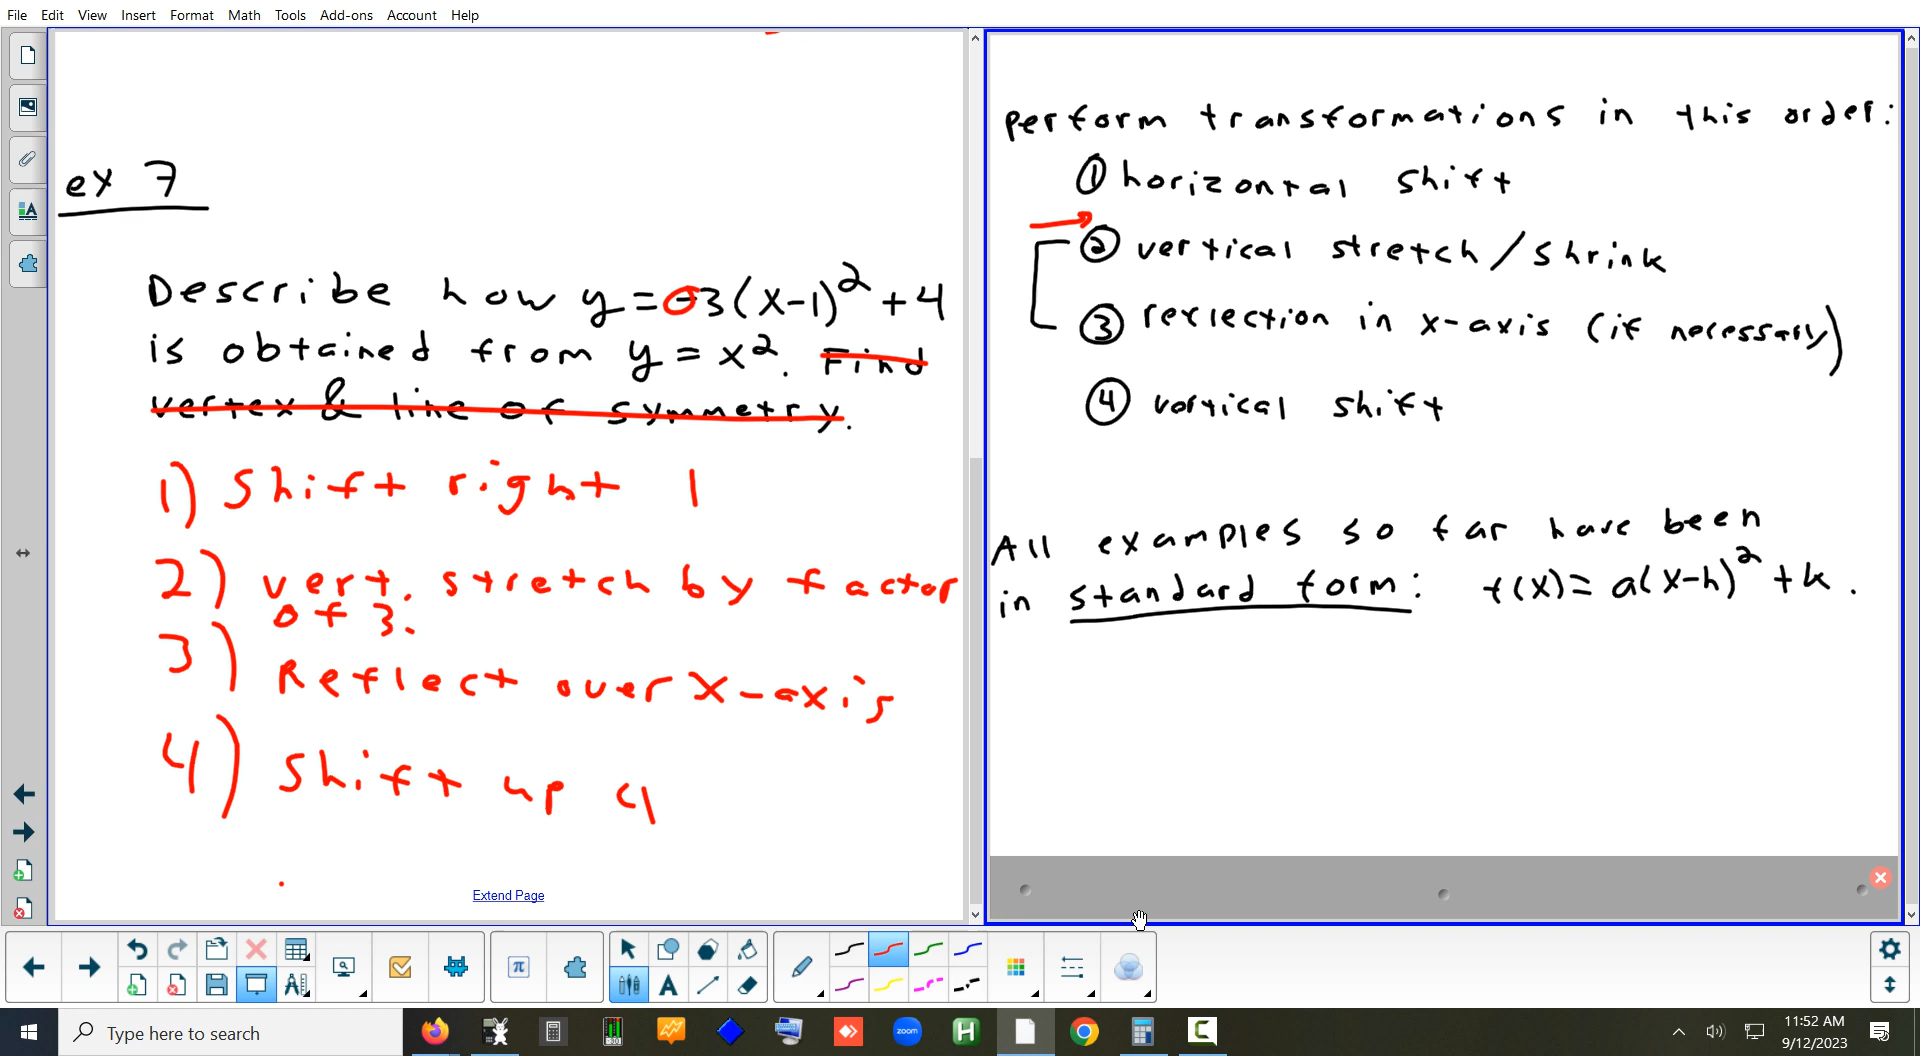 File Edit View Insert Format Math Tools Add-ons Account Help
ex 7
Describe how y = -3(x-1)² + 4
is obtained from y = x². Find
vertex & line of symmetry.
1) Shift right 1
2) vert. stretch by factor
of 3.
3) Reflect over x-axis
4) Shift up 4
Extend Page
perform transformations in this order:
① horizontal shift
② vertical stretch/shrink
③ reflection in x-axis (if necessary)
④ vertical shift
All examples so far have been
in standard form: f(x) = a(x-h)² + k.
Type here to search
zoom
11:52 AM
9/12/2023